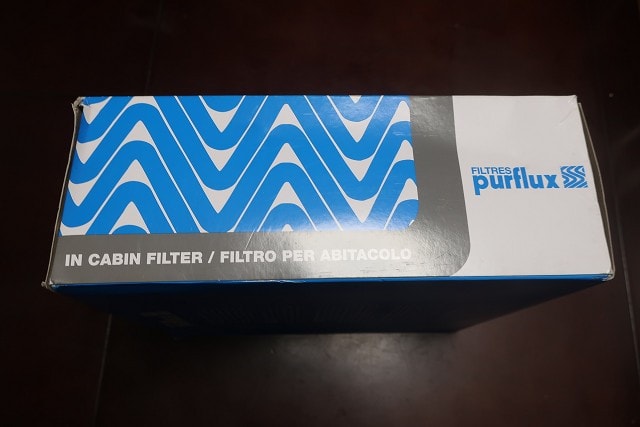 FILTRES
purflux
IN CABIN FILTER / FILTRO PER ABITACOLO